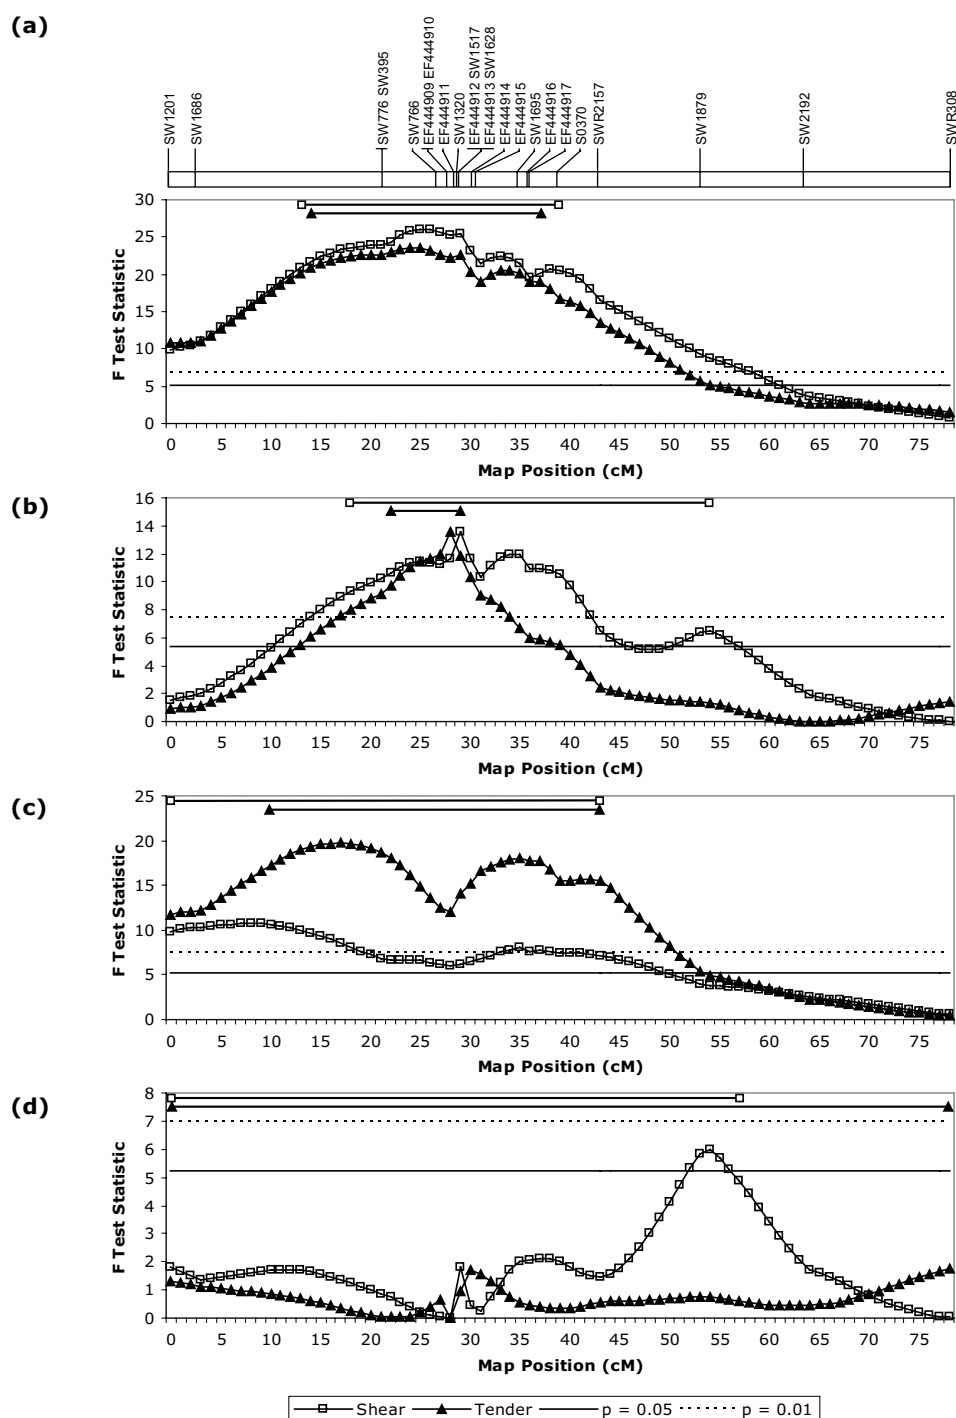 (a)
SW1201
SW1686
SW776 SW395
SW766
EF444909 EF444910
EF444911
SW1320
EF444912 SW1517
EF444913 SW1628
EF444914
EF444915
SW1695
EF444916
EF444917
S0370
SWR2157
SW1879
SW2192
SWR308
F Test Statistic
30
25
20
15
10
5
0
0 5 10 15 20 25 30 35 40 45 50 55 60 65 70 75
Map Position (cM)
(b)
F Test Statistic
16
14
12
10
8
6
4
2
0
0 5 10 15 20 25 30 35 40 45 50 55 60 65 70 75
Map Position (cM)
(c)
F Test Statistic
25
20
15
10
5
0
0 5 10 15 20 25 30 35 40 45 50 55 60 65 70 75
Map Position (cM)
(d)
F Test Statistic
8
7
6
5
4
3
2
1
0
0 5 10 15 20 25 30 35 40 45 50 55 60 65 70 75
Map Position (cM)
Shear Tender p = 0.05 p = 0.01